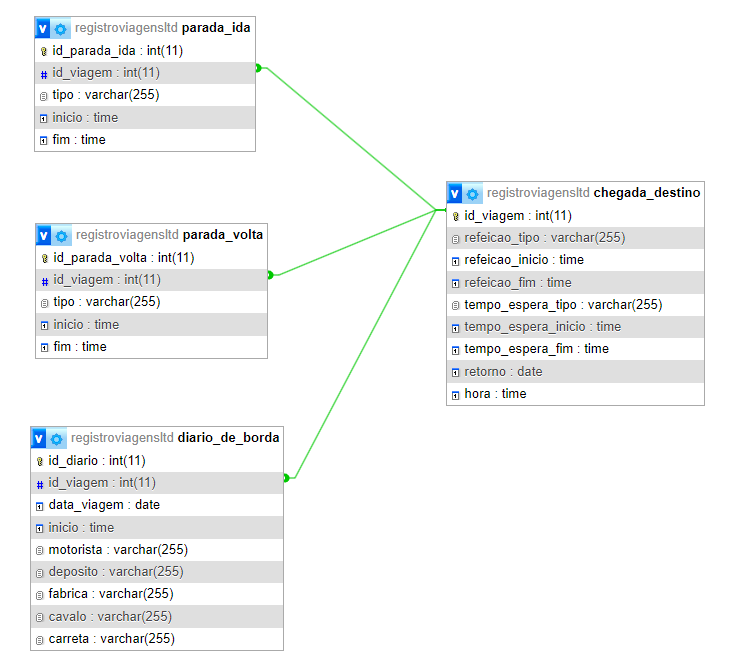 v registroviagensltd parada_ida
id_parada_ida : int(11)
# id_viagem : int(11)
tipo : varchar(255)
inicio : time
fim : time
v registroviagensltd parada_volta
id_parada_volta : int(11)
# id_viagem : int(11)
tipo : varchar(255)
inicio : time
fim : time
v registroviagensltd diario_de_borda
id_diario : int(11)
# id_viagem : int(11)
data_viagem : date
inicio : time
motorista : varchar(255)
deposito : varchar(255)
fabrica : varchar(255)
cavalo : varchar(255)
carreta : varchar(255)
v registroviagensltd chegada_destino
id_viagem : int(11)
refeicao_tipo : varchar(255)
refeicao_inicio : time
refeicao_fim : time
tempo_espera_tipo : varchar(255)
tempo_espera_inicio : time
tempo_espera_fim : time
retorno : date
hora : time